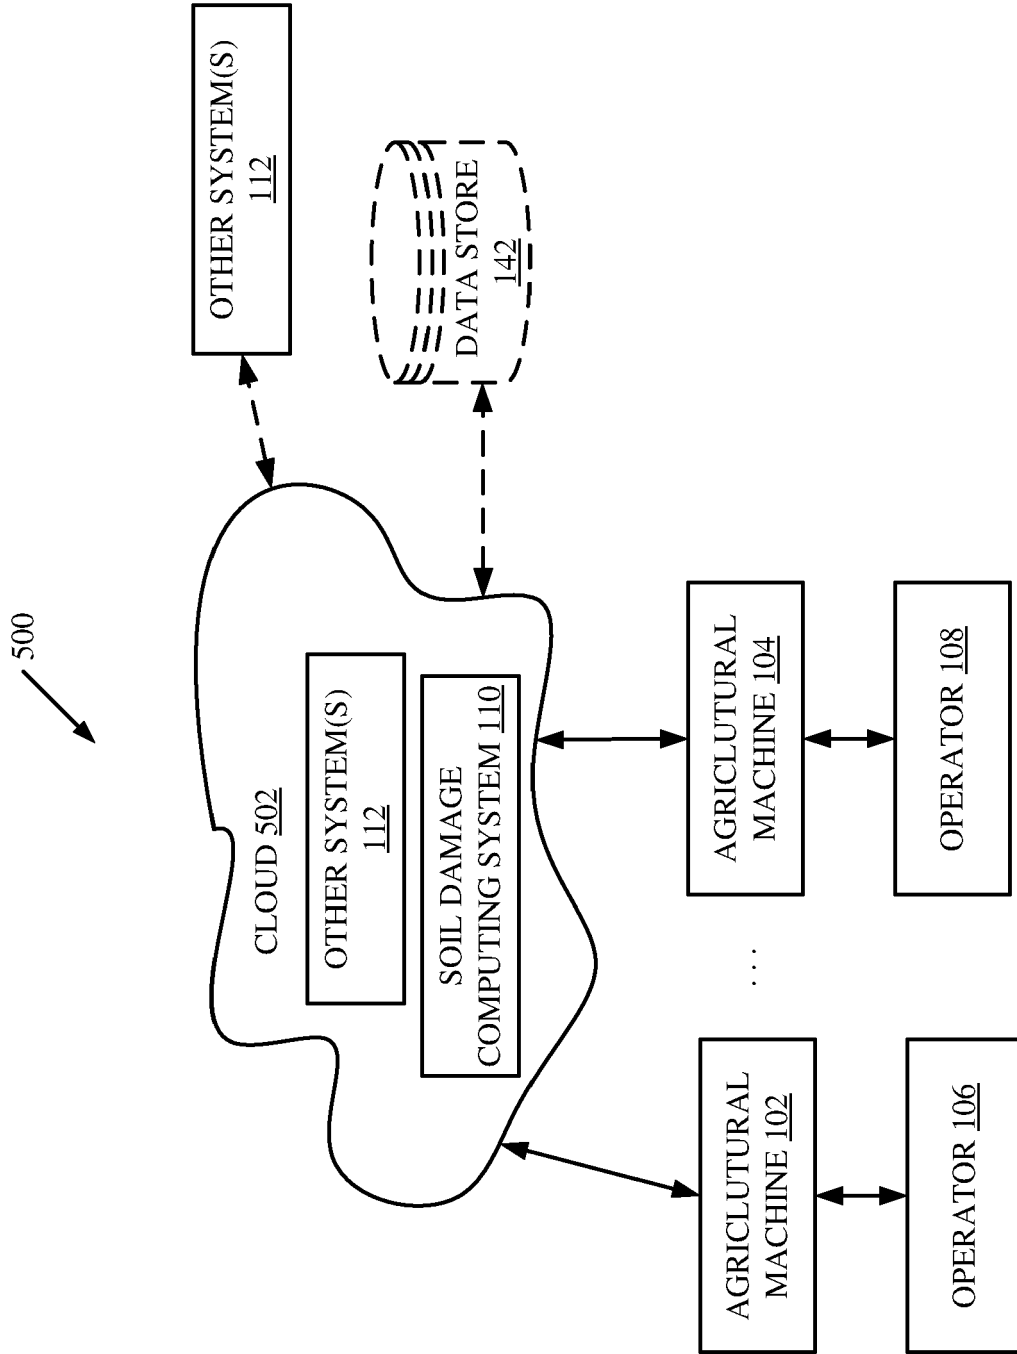 500
CLOUD 502
OTHER SYSTEM(S)
112
SOIL DAMAGE
COMPUTING SYSTEM 110
OTHER SYSTEM(S)
112
DATA STORE
142
AGRICLUTURAL
MACHINE 102
. . .
AGRICLUTURAL
MACHINE 104
OPERATOR 106
OPERATOR 108